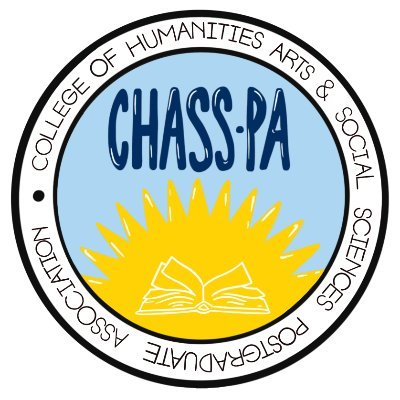 COLLEGE OF HUMANITIES ARTS & SOCIAL SCIENCES POSTGRADUATE ASSOCIATION •
CHASS•PA